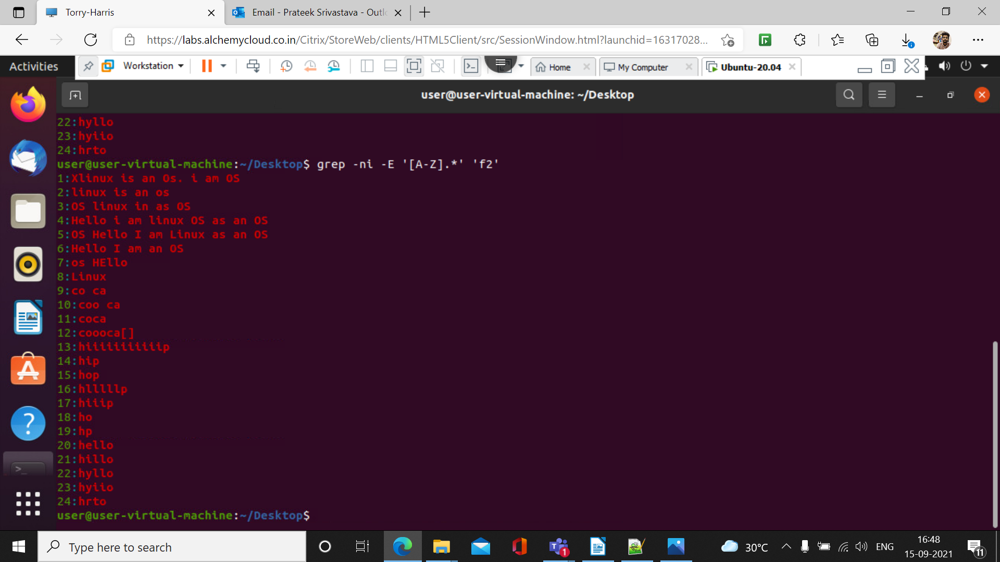 Torry-Harris
Email - Prateek Srivastava - Outlo
https://labs.alchemycloud.co.in/Citrix/StoreWeb/clients/HTML5Client/src/SessionWindow.html?launchid=16317028...
Activities
Workstation
Home
My Computer
Ubuntu-20.04
user@user-virtual-machine: ~/Desktop
22:hyllo
23:hyiio
24:hrto
user@user-virtual-machine:~/Desktop$ grep -ni -E '[A-Z].*' 'f2'
1:Xlinux is an Os. i am OS
2:linux is an os
3:OS linux in as OS
4:Hello i am linux OS as an OS
5:OS Hello I am Linux as an OS
6:Hello I am an OS
7:os HEllo
8:Linux
9:co ca
10:coo ca
11:coca
12:coooca[]
13:hiiiiiiiiiiip
14:hip
15:hop
16:hlllllp
17:hiiip
18:ho
19:hp
20:hello
21:hillo
22:hyllo
23:hyiio
24:hrto
user@user-virtual-machine:~/Desktop$
Type here to search
1
30°C
ENG
16:48
15-09-2021
11